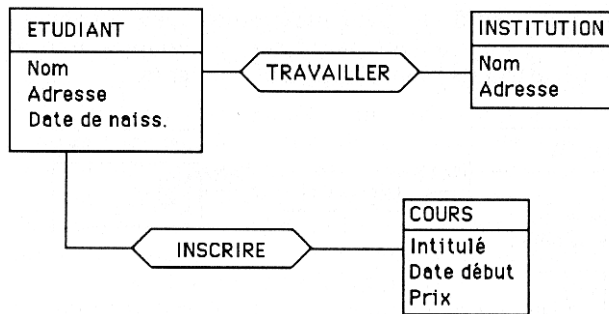 ETUDIANT
Nom
Adresse
Date de naiss.
TRAVAILLER
INSTITUTION
Nom
Adresse
INSCRIRE
COURS
Intitulé
Date début
Prix